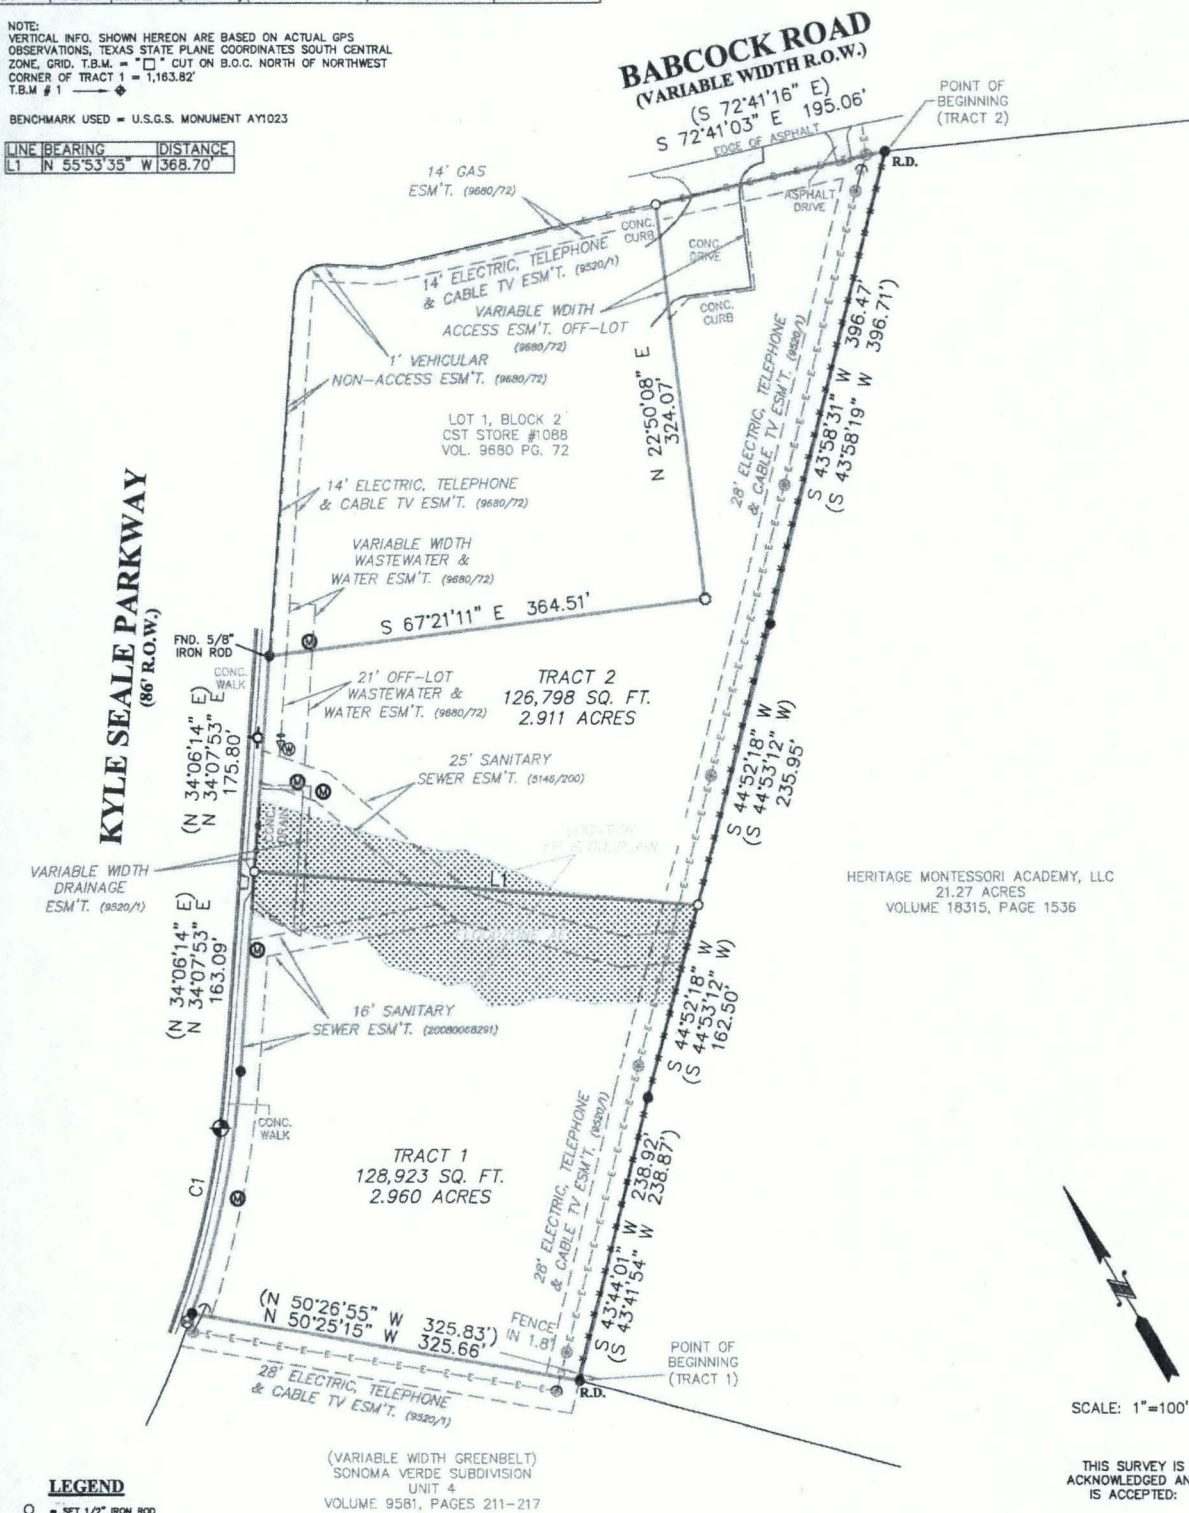 NOTE:
VERTICAL INFO. SHOWN HEREON ARE BASED ON ACTUAL GPS
OBSERVATIONS, TEXAS STATE PLANE COORDINATES SOUTH CENTRAL
ZONE, GRID. T.B.M. = "□" CUT ON B.O.C. NORTH OF NORTHWEST
CORNER OF TRACT 1 = 1,163.82'
T.B.M # 1
BENCHMARK USED = U.S.G.S. MONUMENT AY1023
LINE BEARING DISTANCE
L1 N 55°53'35" W 368.70'
BABCOCK ROAD
(VARIABLE WIDTH R.O.W.)
(S 72°41'16" E)
S 72°41'03" E 195.06'
EDGE OF ASPHALT
POINT OF
BEGINNING
(TRACT 2)
R.D.
14' GAS
ESM'T. (9680/72)
ASPHALT
DRIVE
CONC.
CURB
CONC.
DRIVE
CONC.
CURB
14' ELECTRIC, TELEPHONE
& CABLE TV ESM'T. (9520/1)
VARIABLE WDITH
ACCESS ESM'T. OFF-LOT
(9680/72)
1' VEHICULAR
NON-ACCESS ESM'T. (9680/72)
N 22°50'08" E
324.07'
28' ELECTRIC, TELEPHONE
& CABLE TV ESM'T. (9520/1)
S 43°58'31" W 396.47'
(S 43°58'19" W 396.71')
LOT 1, BLOCK 2
CST STORE #1088
VOL. 9680 PG. 72
14' ELECTRIC, TELEPHONE
& CABLE TV ESM'T. (9680/72)
VARIABLE WIDTH
WASTEWATER &
WATER ESM'T. (9680/72)
KYLE SEALE PARKWAY
(86' R.O.W.)
S 67°21'11" E 364.51'
FND. 5/8"
IRON ROD
CONC.
WALK
21' OFF-LOT
WASTEWATER &
WATER ESM'T. (9680/72)
TRACT 2
126,798 SQ. FT.
2.911 ACRES
(N 34°06'14" E)
N 34°07'53" E
175.80'
25' SANITARY
SEWER ESM'T. (5146/200)
S 44°52'18" W
(S 44°53'12" W)
235.95'
CONC.
DRAIN
LOCATION
OF FLOODPLAIN
VARIABLE WIDTH
DRAINAGE
ESM'T. (9520/1)
L1
HERITAGE MONTESSORI ACADEMY, LLC
21.27 ACRES
VOLUME 18315, PAGE 1536
(N 34°06'14" E)
N 34°07'53" E
163.09'
16' SANITARY
SEWER ESM'T. (20080068291)
S 44°52'18" W
(S 44°53'12" W)
162.50'
CONC.
WALK
C1
TRACT 1
128,923 SQ. FT.
2.960 ACRES
28' ELECTRIC, TELEPHONE
& CABLE TV ESM'T. (9520/1)
S 43°44'01" W 238.92'
(S 43°41'54" W 238.87')
(N 50°26'55" W 325.83')
N 50°25'15" W 325.66'
FENCE
IN 1.8'
POINT OF
BEGINNING
(TRACT 1)
R.D.
28' ELECTRIC, TELEPHONE
& CABLE TV ESM'T. (9520/1)
SCALE: 1"=100'
(VARIABLE WIDTH GREENBELT)
SONOMA VERDE SUBDIVISION
UNIT 4
VOLUME 9581, PAGES 211-217
THIS SURVEY IS
ACKNOWLEDGED AN
IS ACCEPTED:
LEGEND
= SET 1/2" IRON ROD